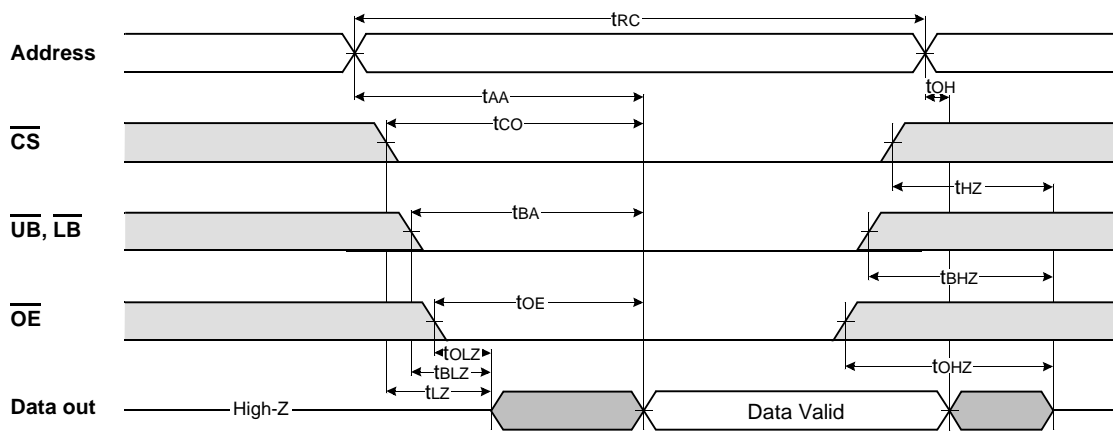 tRC
Address
tAA
tOH
CS
tCO
tHZ
UB, LB
tBA
tBHZ
OE
tOE
tOLZ
tOHZ
tBLZ
tLZ
Data out
High-Z
Data Valid